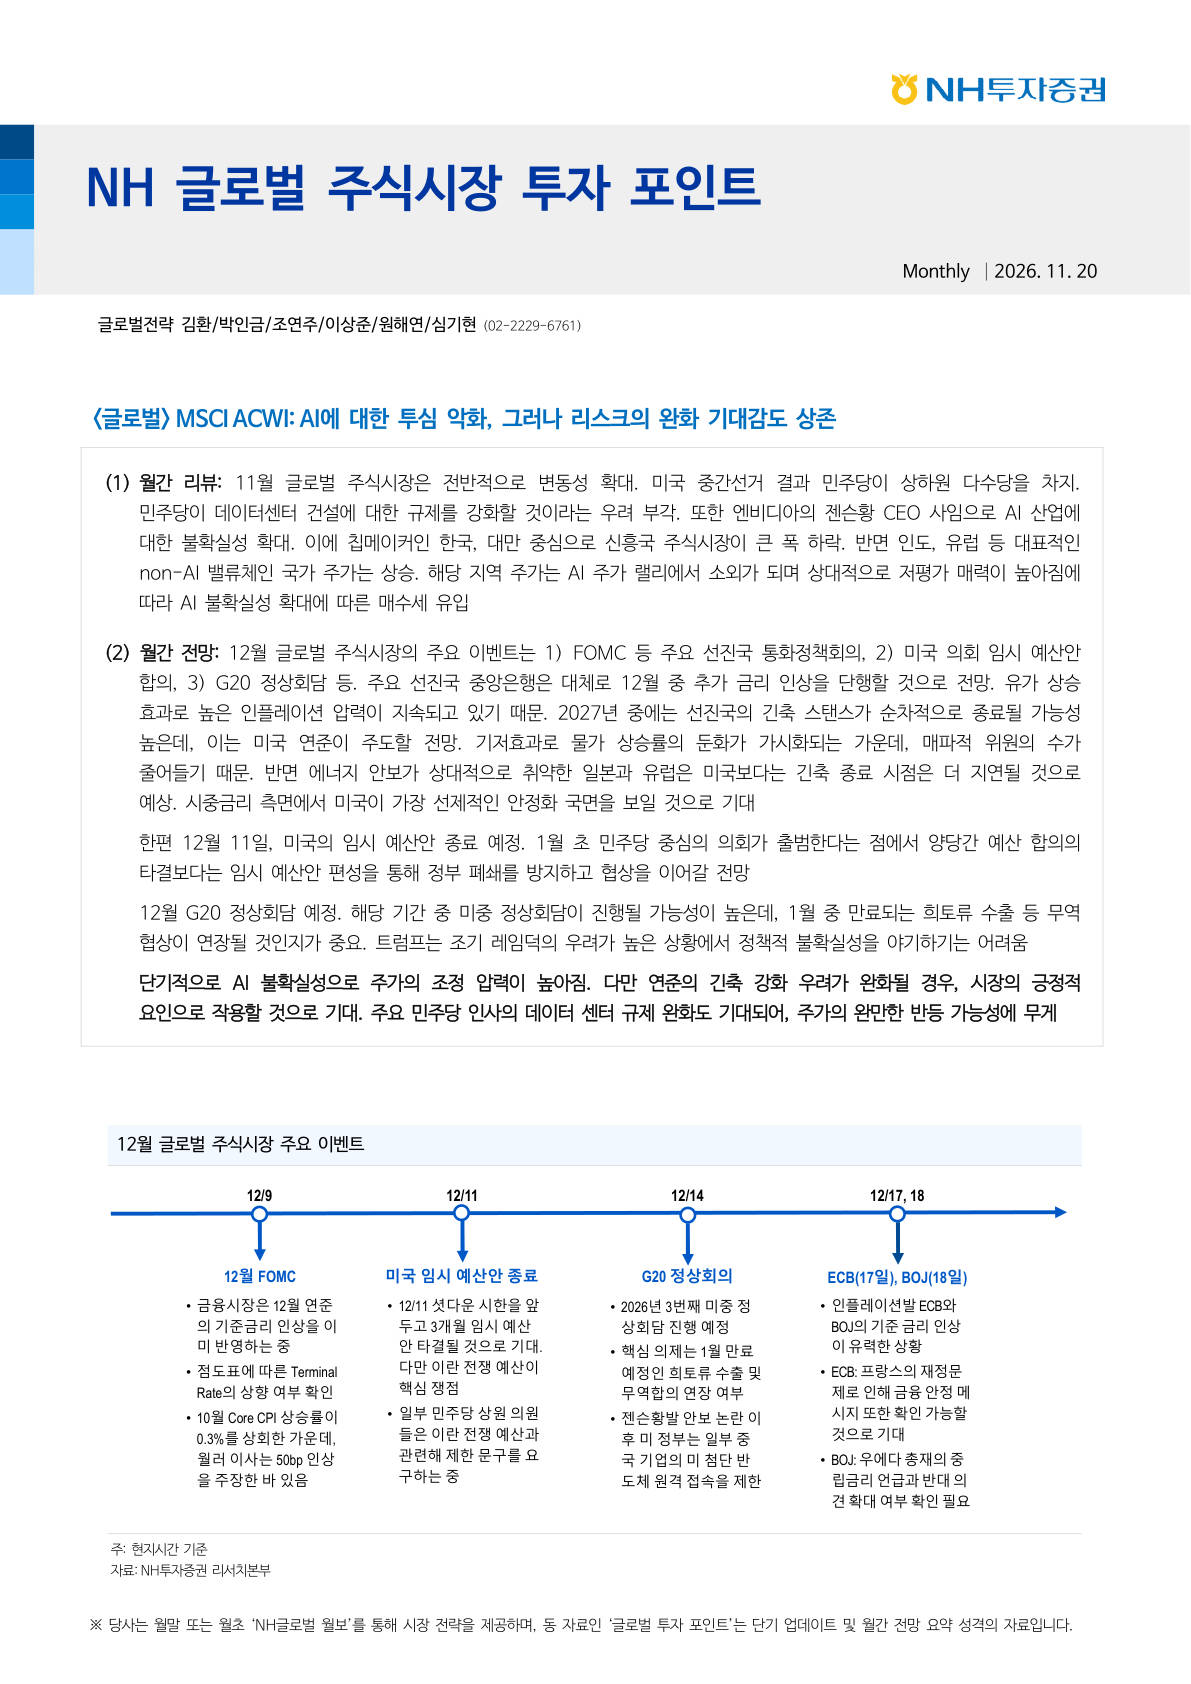 NH투자증권
NH 글로벌 주식시장 투자 포인트
Monthly | 2026. 11. 20
글로벌전략 김환/박인금/조연주/이상준/원해연/심기현 (02-2229-6761)
<글로벌> MSCI ACWI: AI에 대한 투심 악화, 그러나 리스크의 완화 기대감도 상존
(1) 월간 리뷰: 11월 글로벌 주식시장은 전반적으로 변동성 확대. 미국 중간선거 결과 민주당이 상하원 다수당을 차지.
민주당이 데이터센터 건설에 대한 규제를 강화할 것이라는 우려 부각. 또한 엔비디아의 젠슨황 CEO 사임으로 AI 산업에
대한 불확실성 확대. 이에 칩메이커인 한국, 대만 중심으로 신흥국 주식시장이 큰 폭 하락. 반면 인도, 유럽 등 대표적인
non-AI 밸류체인 국가 주가는 상승. 해당 지역 주가는 AI 주가 랠리에서 소외가 되며 상대적으로 저평가 매력이 높아짐에
따라 AI 불확실성 확대에 따른 매수세 유입
(2) 월간 전망: 12월 글로벌 주식시장의 주요 이벤트는 1) FOMC 등 주요 선진국 통화정책회의, 2) 미국 의회 임시 예산안
합의, 3) G20 정상회담 등. 주요 선진국 중앙은행은 대체로 12월 중 추가 금리 인상을 단행할 것으로 전망. 유가 상승
효과로 높은 인플레이션 압력이 지속되고 있기 때문. 2027년 중에는 선진국의 긴축 스탠스가 순차적으로 종료될 가능성
높은데, 이는 미국 연준이 주도할 전망. 기저효과로 물가 상승률의 둔화가 가시화되는 가운데, 매파적 위원의 수가
줄어들기 때문. 반면 에너지 안보가 상대적으로 취약한 일본과 유럽은 미국보다는 긴축 종료 시점은 더 지연될 것으로
예상. 시중금리 측면에서 미국이 가장 선제적인 안정화 국면을 보일 것으로 기대
한편 12월 11일, 미국의 임시 예산안 종료 예정. 1월 초 민주당 중심의 의회가 출범한다는 점에서 양당간 예산 합의의
타결보다는 임시 예산안 편성을 통해 정부 폐쇄를 방지하고 협상을 이어갈 전망
12월 G20 정상회담 예정. 해당 기간 중 미중 정상회담이 진행될 가능성이 높은데, 1월 중 만료되는 희토류 수출 등 무역
협상이 연장될 것인지가 중요. 트럼프는 조기 레임덕의 우려가 높은 상황에서 정책적 불확실성을 야기하기는 어려움
단기적으로 AI 불확실성으로 주가의 조정 압력이 높아짐. 다만 연준의 긴축 강화 우려가 완화될 경우, 시장의 긍정적
요인으로 작용할 것으로 기대. 주요 민주당 인사의 데이터 센터 규제 완화도 기대되어, 주가의 완만한 반등 가능성에 무게
12월 글로벌 주식시장 주요 이벤트
12/9
12월 FOMC
• 금융시장은 12월 연준
의 기준금리 인상을 이
미 반영하는 중
• 점도표에 따른 Terminal
Rate의 상향 여부 확인
• 10월 Core CPI 상승률이
0.3%를 상회한 가운데,
월러 이사는 50bp 인상
을 주장한 바 있음
12/11
미국 임시 예산안 종료
• 12/11 셧다운 시한을 앞
두고 3개월 임시 예산
안 타결될 것으로 기대.
다만 이란 전쟁 예산이
핵심 쟁점
• 일부 민주당 상원 의원
들은 이란 전쟁 예산과
관련해 제한 문구를 요
구하는 중
12/14
G20 정상회의
• 2026년 3번째 미중 정
상회담 진행 예정
• 핵심 의제는 1월 만료
예정인 희토류 수출 및
무역합의 연장 여부
• 젠슨황발 안보 논란 이
후 미 정부는 일부 중
국 기업의 미 첨단 반
도체 원격 접속을 제한
12/17, 18
ECB(17일), BOJ(18일)
• 인플레이션발 ECB와
BOJ의 기준 금리 인상
이 유력한 상황
• ECB: 프랑스의 재정문
제로 인해 금융 안정 메
시지 또한 확인 가능할
것으로 기대
• BOJ: 우에다 총재의 중
립금리 언급과 반대 의
견 확대 여부 확인 필요
주: 현지시간 기준
자료: NH투자증권 리서치본부
※ 당사는 월말 또는 월초 ‘NH글로벌 월보’를 통해 시장 전략을 제공하며, 동 자료인 ‘글로벌 투자 포인트’는 단기 업데이트 및 월간 전망 요약 성격의 자료입니다.